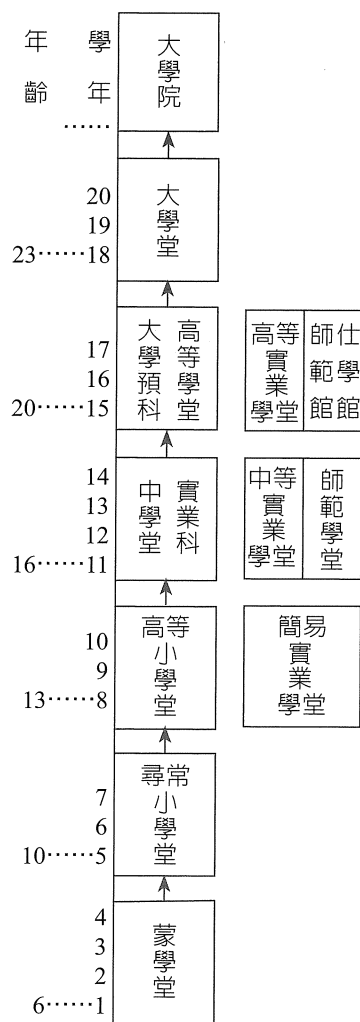 年齡
學年
……
大學院
20
19
23……18
大學堂
17
16
20……15
大學預科
高等學堂
高等實業學堂
師範館
仕學館
14
13
12
16……11
中學堂
實業科
中等實業學堂
師範學堂
10
9
13……8
高等小學堂
簡易實業學堂
7
6
10……5
尋常小學堂
4
3
2
6……1
蒙學堂